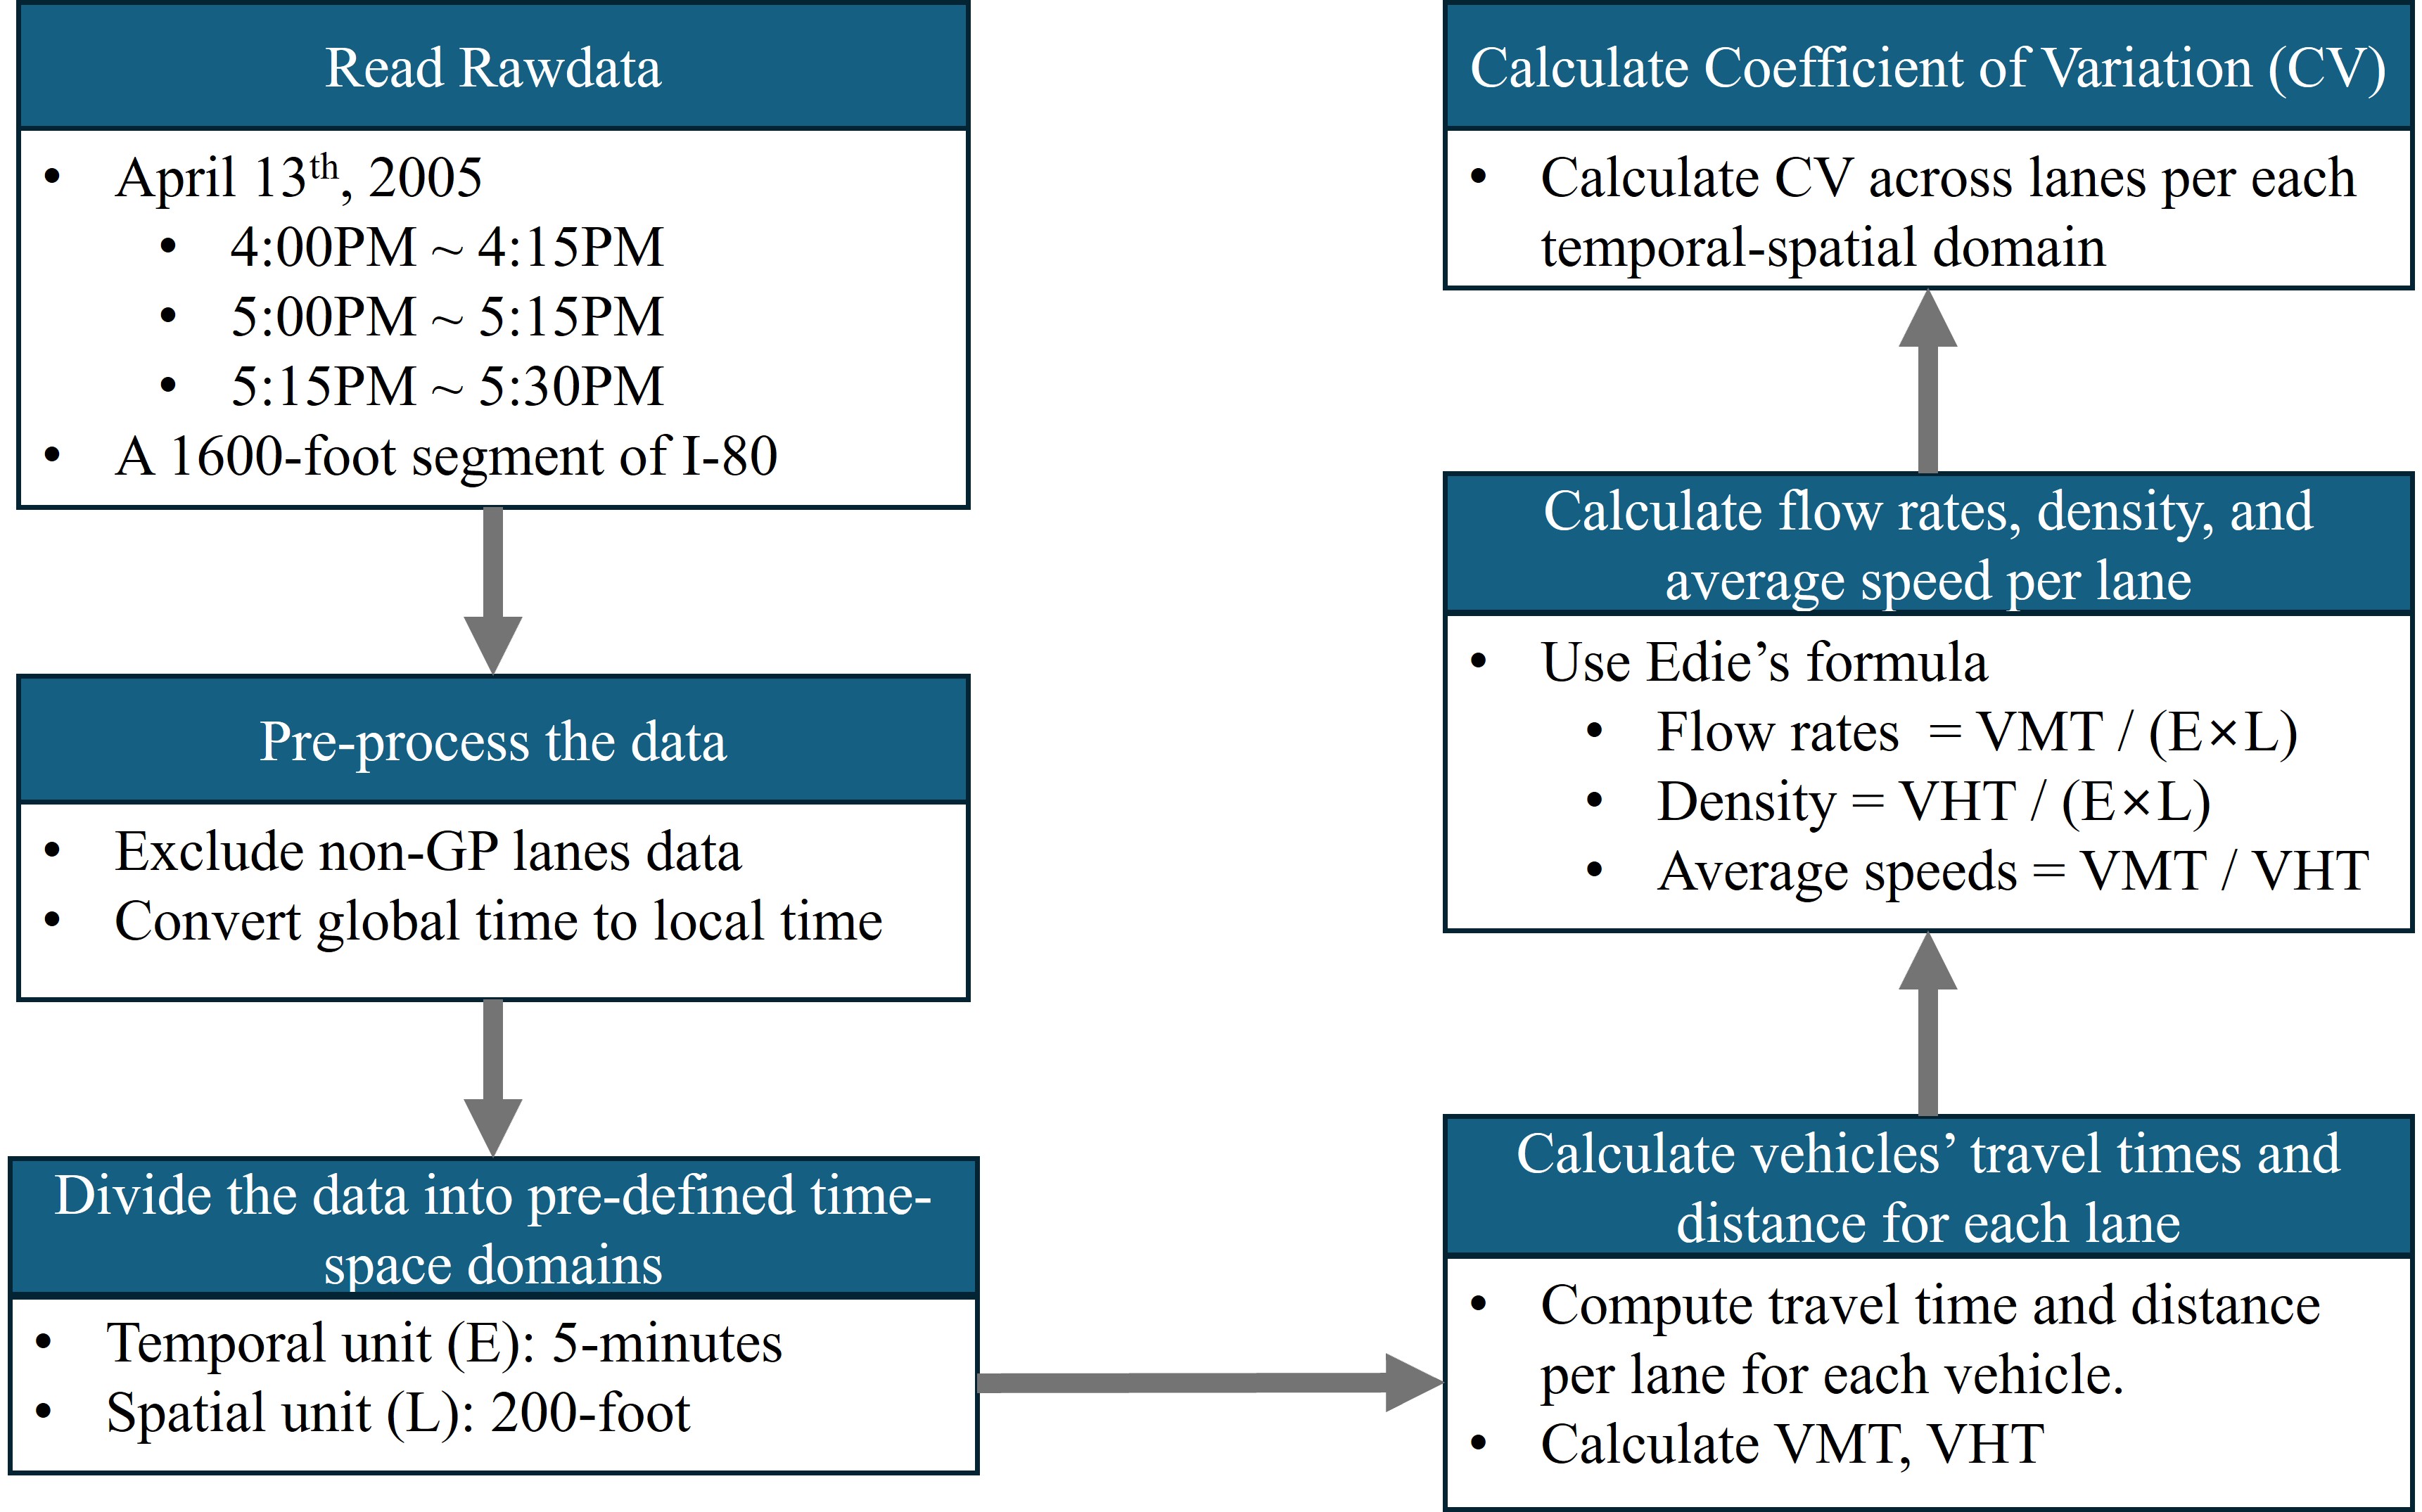 Read Rawdata
• April 13th, 2005
• 4:00PM ~ 4:15PM
• 5:00PM ~ 5:15PM
• 5:15PM ~ 5:30PM
• A 1600-foot segment of I-80
Pre-process the data
• Exclude non-GP lanes data
• Convert global time to local time
Divide the data into pre-defined time-
space domains
• Temporal unit (E): 5-minutes
• Spatial unit (L): 200-foot
Calculate vehicles’ travel times and
distance for each lane
• Compute travel time and distance
per lane for each vehicle.
• Calculate VMT, VHT
Calculate flow rates, density, and
average speed per lane
• Use Edie’s formula
• Flow rates = VMT / (E×L)
• Density = VHT / (E×L)
• Average speeds = VMT / VHT
Calculate Coefficient of Variation (CV)
• Calculate CV across lanes per each
temporal-spatial domain